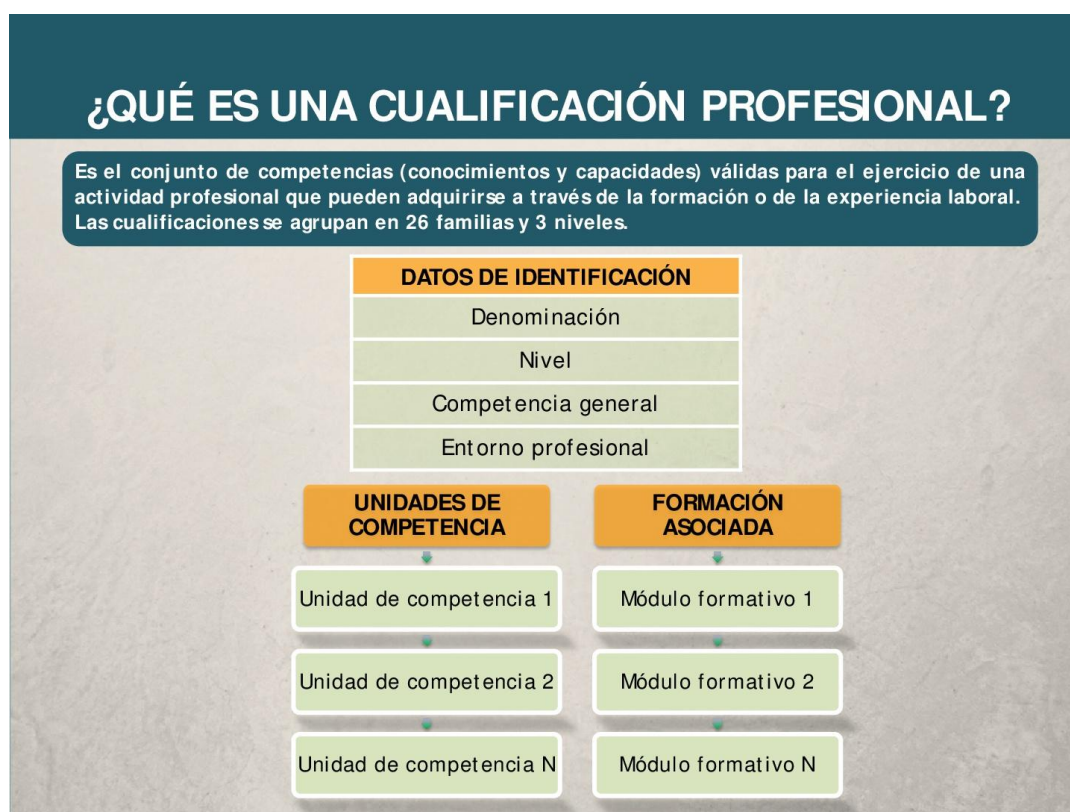 ¿QUÉ ES UNA CUALIFICACIÓN PROFESIONAL?
Es el conjunto de competencias (conocimientos y capacidades) válidas para el ejercicio de una
actividad profesional que pueden adquirirse a través de la formación o de la experiencia laboral.
Las cualificaciones se agrupan en 26 familias y 3 niveles.
DATOS DE IDENTIFICACIÓN
Denominación
Nivel
Competencia general
Entorno profesional
UNIDADES DE
COMPETENCIA
Unidad de competencia 1
Unidad de competencia 2
Unidad de competencia N
FORMACIÓN
ASOCIADA
Módulo formativo 1
Módulo formativo 2
Módulo formativo N